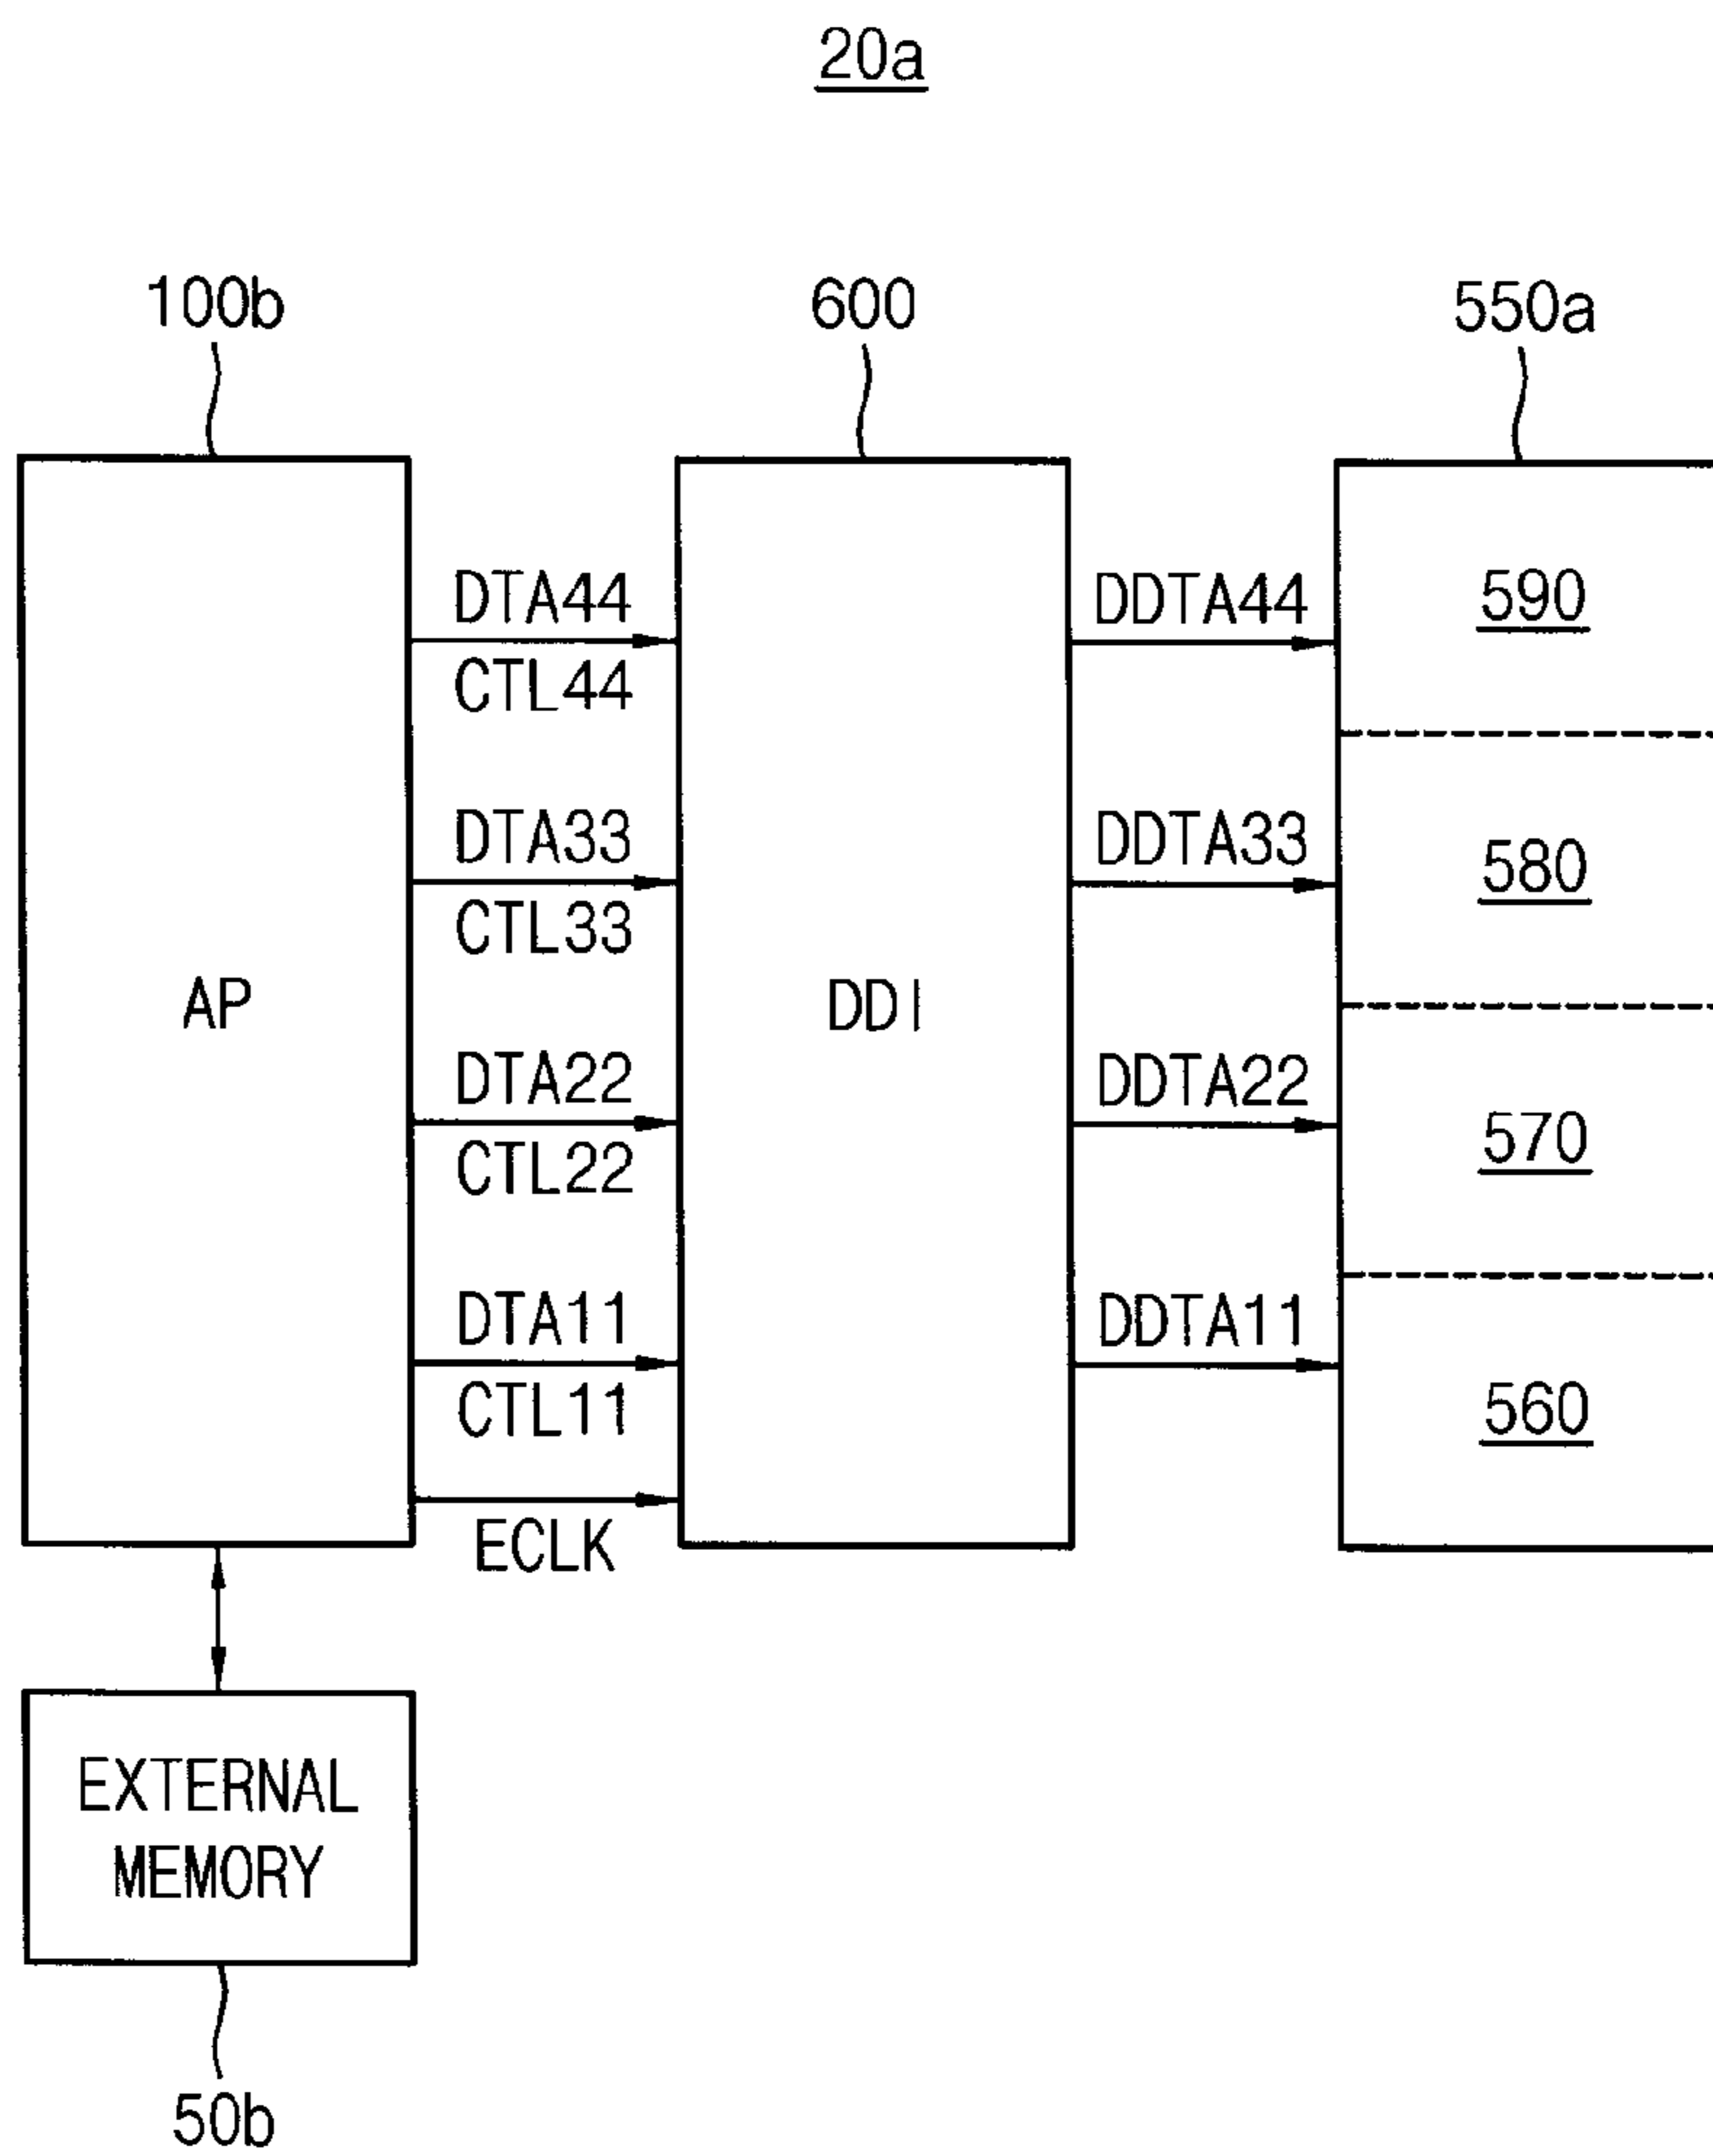 20a
100b
600
550a
DTA44
CTL44
DDTA44
590
DTA33
CTL33
DDTA33
580
AP
DDI
DTA22
CTL22
DDTA22
570
DTA11
CTL11
DDTA11
560
ECLK
EXTERNAL
MEMORY
50b